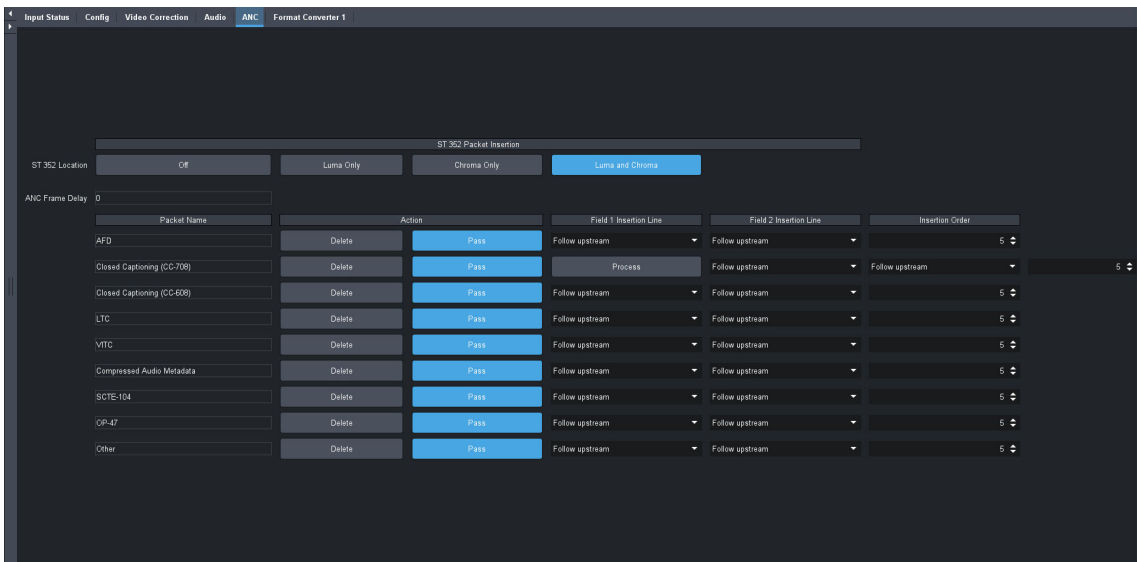 Input Status Config Video Correction Audio ANC Format Converter 1
ST 352 Packet Insertion
ST 352 Location Off Luma Only Chroma Only Luma and Chroma
ANC Frame Delay 0
Packet Name Action Field 1 Insertion Line Field 2 Insertion Line Insertion Order
AFD Delete Pass Follow upstream Follow upstream 5
Closed Captioning (CC-708) Delete Pass Process Follow upstream Follow upstream 5
Closed Captioning (CC-608) Delete Pass Follow upstream Follow upstream 5
LTC Delete Pass Follow upstream Follow upstream 5
VITC Delete Pass Follow upstream Follow upstream 5
Compressed Audio Metadata Delete Pass Follow upstream Follow upstream 5
SCTE-104 Delete Pass Follow upstream Follow upstream 5
OP-47 Delete Pass Follow upstream Follow upstream 5
Other Delete Pass Follow upstream Follow upstream 5